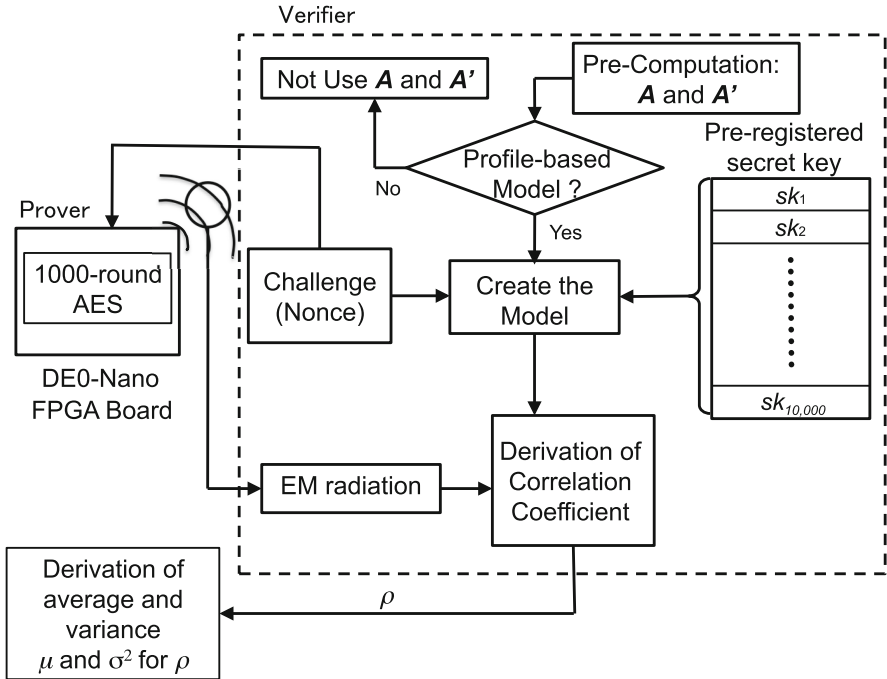 Verifier
Not Use A and A’
Pre-Computation:
A and A’
Profile-based
Model ?
No
Yes
Pre-registered
secret key
sk1
sk2
sk10,000
Prover
1000-round
AES
DE0-Nano
FPGA Board
Challenge
(Nonce)
Create the
Model
EM radiation
Derivation of
Correlation
Coefficient
ρ
Derivation of
average and
variance
μ and σ² for ρ